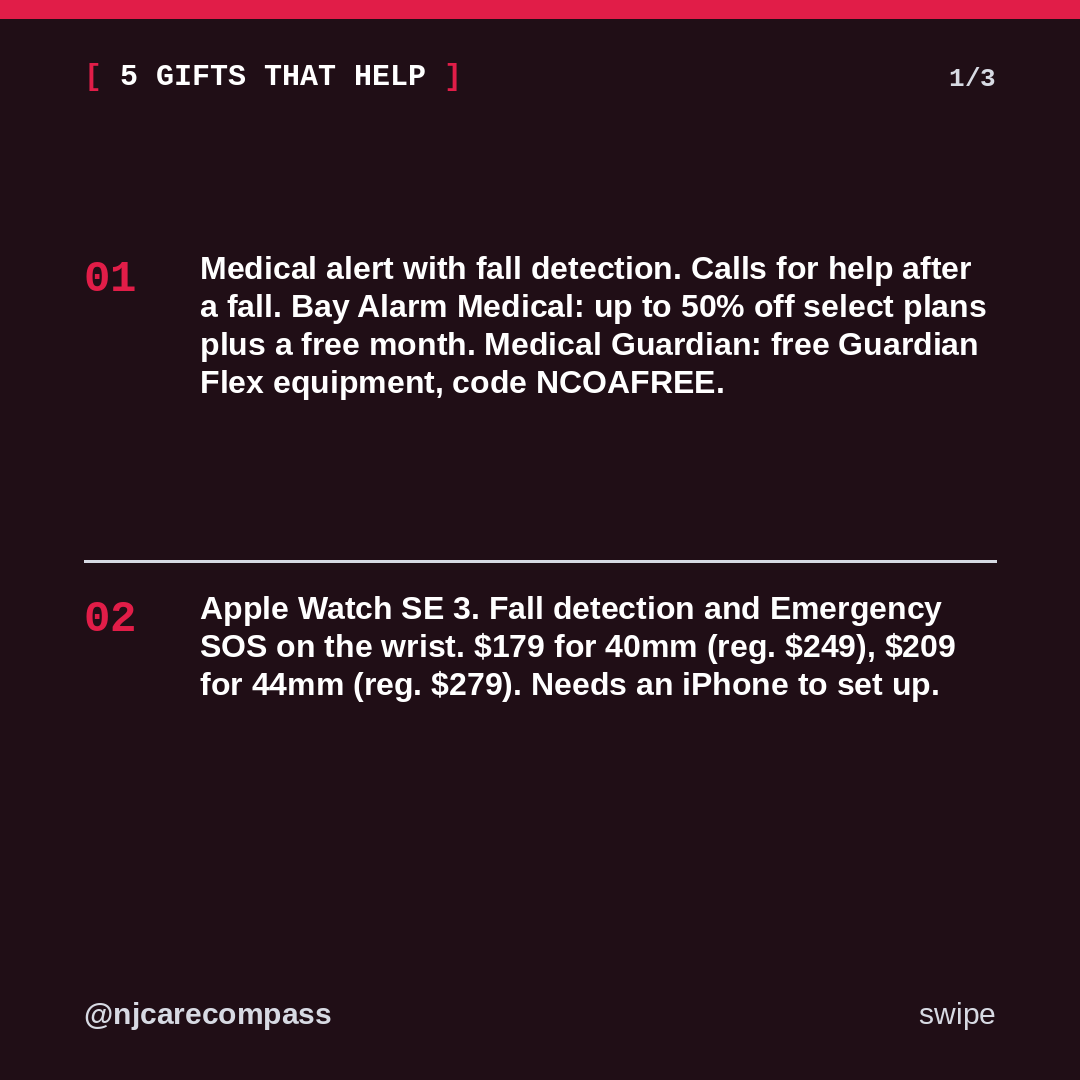 [ 5 GIFTS THAT HELP ]
1/3
01
Medical alert with fall detection. Calls for help after
a fall. Bay Alarm Medical: up to 50% off select plans
plus a free month. Medical Guardian: free Guardian
Flex equipment, code NCOAFREE.
02
Apple Watch SE 3. Fall detection and Emergency
SOS on the wrist. $179 for 40mm (reg. $249), $209
for 44mm (reg. $279). Needs an iPhone to set up.
@njcarecompass
swipe